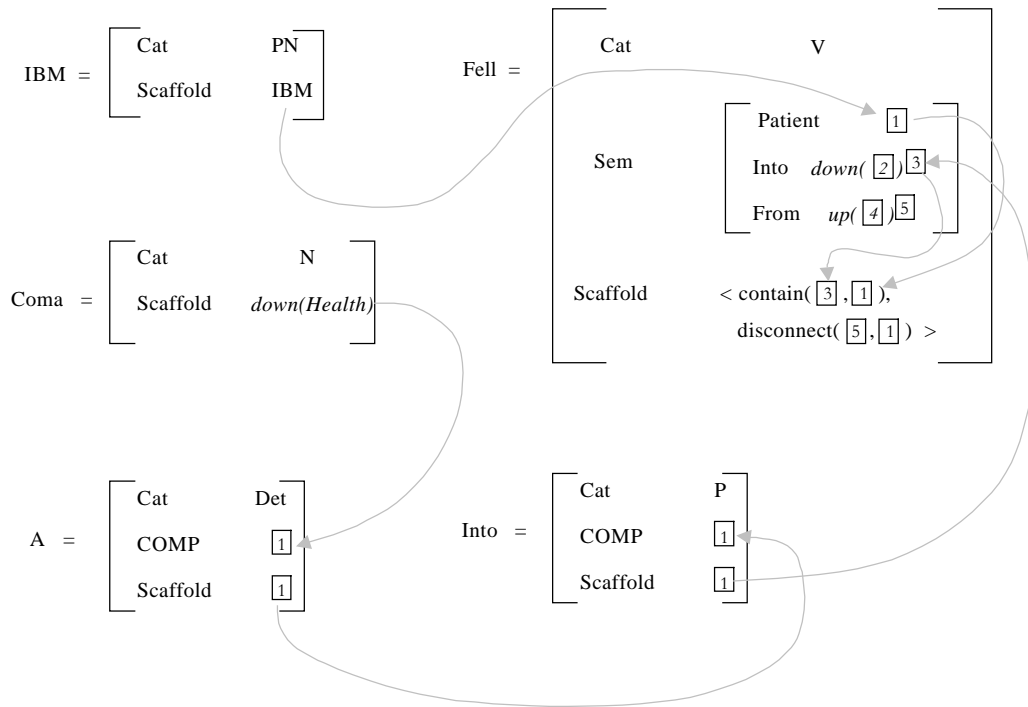 IBM =
Cat PN
Scaffold IBM
Fell =
Cat V
Sem
Patient 1
Into down( 2 ) 3
From up( 4 ) 5
Scaffold < contain( 3 , 1 ),
disconnect( 5 , 1 ) >
Coma =
Cat N
Scaffold down(Health)
A =
Cat Det
COMP 1
Scaffold 1
Into =
Cat P
COMP 1
Scaffold 1